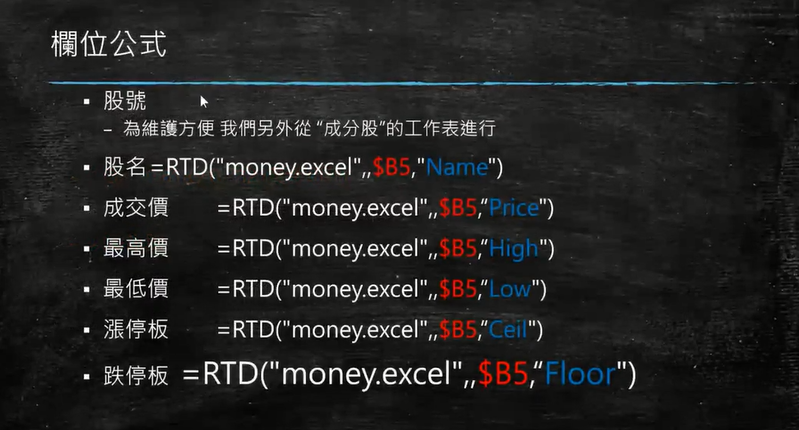 欄位公式
▪ 股號
– 為維護方便 我們另外從 “成分股”的工作表進行
▪ 股名=RTD("money.excel",,$B5,"Name")
▪ 成交價 =RTD("money.excel",,$B5,“Price")
▪ 最高價 =RTD("money.excel",,$B5,“High")
▪ 最低價 =RTD("money.excel",,$B5,“Low")
▪ 漲停板 =RTD("money.excel",,$B5,“Ceil")
▪ 跌停板 =RTD("money.excel",,$B5,“Floor")